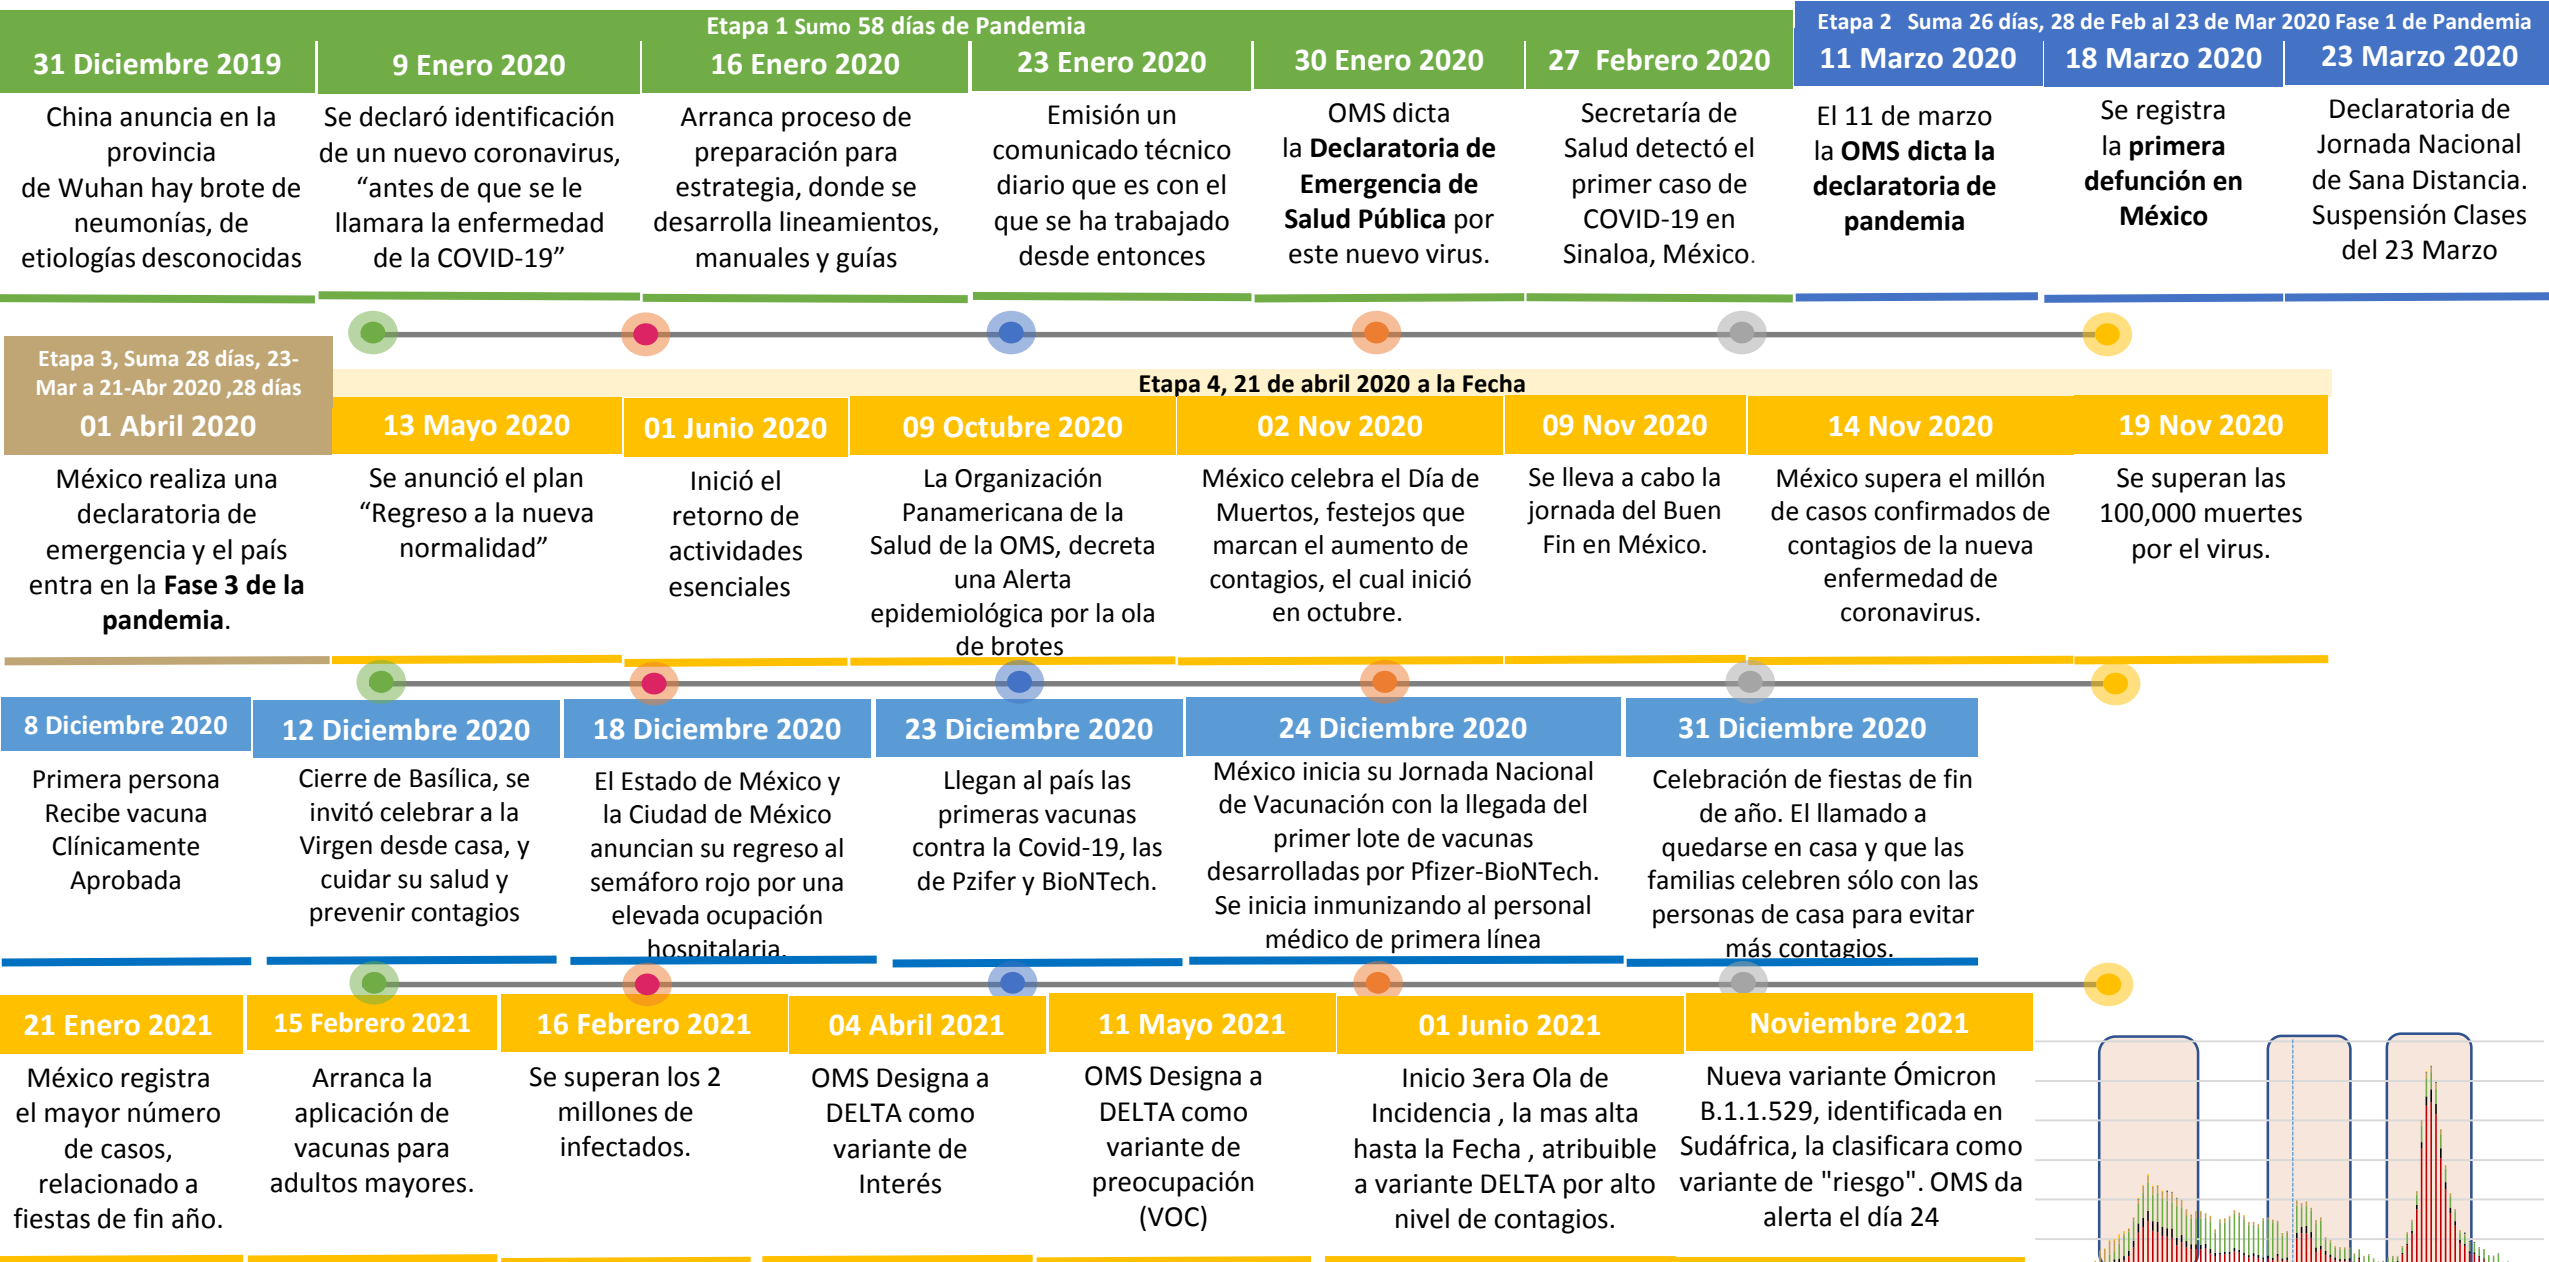 Etapa 1 Sumo 58 días de Pandemia
Etapa 2 Suma 26 días, 28 de Feb al 23 de Mar 2020 Fase 1 de Pandemia
31 Diciembre 2019
China anuncia en la
provincia
de Wuhan hay brote de
neumonías, de
etiologías desconocidas
9 Enero 2020
Se declaró identificación
de un nuevo coronavirus,
“antes de que se le
llamara la enfermedad
de la COVID-19”
16 Enero 2020
Arranca proceso de
preparación para
estrategia, donde se
desarrolla lineamientos,
manuales y guías
23 Enero 2020
Emisión un
comunicado técnico
diario que es con el
que se ha trabajado
desde entonces
30 Enero 2020
OMS dicta
la Declaratoria de
Emergencia de
Salud Pública por
este nuevo virus.
27 Febrero 2020
Secretaría de
Salud detectó el
primer caso de
COVID-19 en
Sinaloa, México.
11 Marzo 2020
El 11 de marzo
la OMS dicta la
declaratoria de
pandemia
18 Marzo 2020
Se registra
la primera
defunción en
México
23 Marzo 2020
Declaratoria de
Jornada Nacional
de Sana Distancia.
Suspensión Clases
del 23 Marzo
Etapa 3, Suma 28 días, 23-
Mar a 21-Abr 2020 ,28 días
01 Abril 2020
México realiza una
declaratoria de
emergencia y el país
entra en la Fase 3 de la
pandemia.
Etapa 4, 21 de abril 2020 a la Fecha
13 Mayo 2020
Se anunció el plan
“Regreso a la nueva
normalidad”
01 Junio 2020
Inició el
retorno de
actividades
esenciales
09 Octubre 2020
La Organización
Panamericana de la
Salud de la OMS, decreta
una Alerta
epidemiológica por la ola
de brotes
02 Nov 2020
México celebra el Día de
Muertos, festejos que
marcan el aumento de
contagios, el cual inició
en octubre.
09 Nov 2020
Se lleva a cabo la
jornada del Buen
Fin en México.
14 Nov 2020
México supera el millón
de casos confirmados de
contagios de la nueva
enfermedad de
coronavirus.
19 Nov 2020
Se superan las
100,000 muertes
por el virus.
8 Diciembre 2020
Primera persona
Recibe vacuna
Clínicamente
Aprobada
12 Diciembre 2020
Cierre de Basílica, se
invitó celebrar a la
Virgen desde casa, y
cuidar su salud y
prevenir contagios
18 Diciembre 2020
El Estado de México y
la Ciudad de México
anuncian su regreso al
semáforo rojo por una
elevada ocupación
hospitalaria.
23 Diciembre 2020
Llegan al país las
primeras vacunas
contra la Covid-19, las
de Pzifer y BioNTech.
24 Diciembre 2020
México inicia su Jornada Nacional
de Vacunación con la llegada del
primer lote de vacunas
desarrolladas por Pfizer-BioNTech.
Se inicia inmunizando al personal
médico de primera línea
31 Diciembre 2020
Celebración de fiestas de fin
de año. El llamado a
quedarse en casa y que las
familias celebren sólo con las
personas de casa para evitar
más contagios.
21 Enero 2021
México registra
el mayor número
de casos,
relacionado a
fiestas de fin año.
15 Febrero 2021
Arranca la
aplicación de
vacunas para
adultos mayores.
16 Febrero 2021
Se superan los 2
millones de
infectados.
04 Abril 2021
OMS Designa a
DELTA como
variante de
Interés
11 Mayo 2021
OMS Designa a
DELTA como
variante de
preocupación
(VOC)
01 Junio 2021
Inicio 3era Ola de
Incidencia , la mas alta
hasta la Fecha , atribuible
a variante DELTA por alto
nivel de contagios.
Noviembre 2021
Nueva variante Ómicron
B.1.1.529, identificada en
Sudáfrica, la clasificara como
variante de "riesgo". OMS da
alerta el día 24